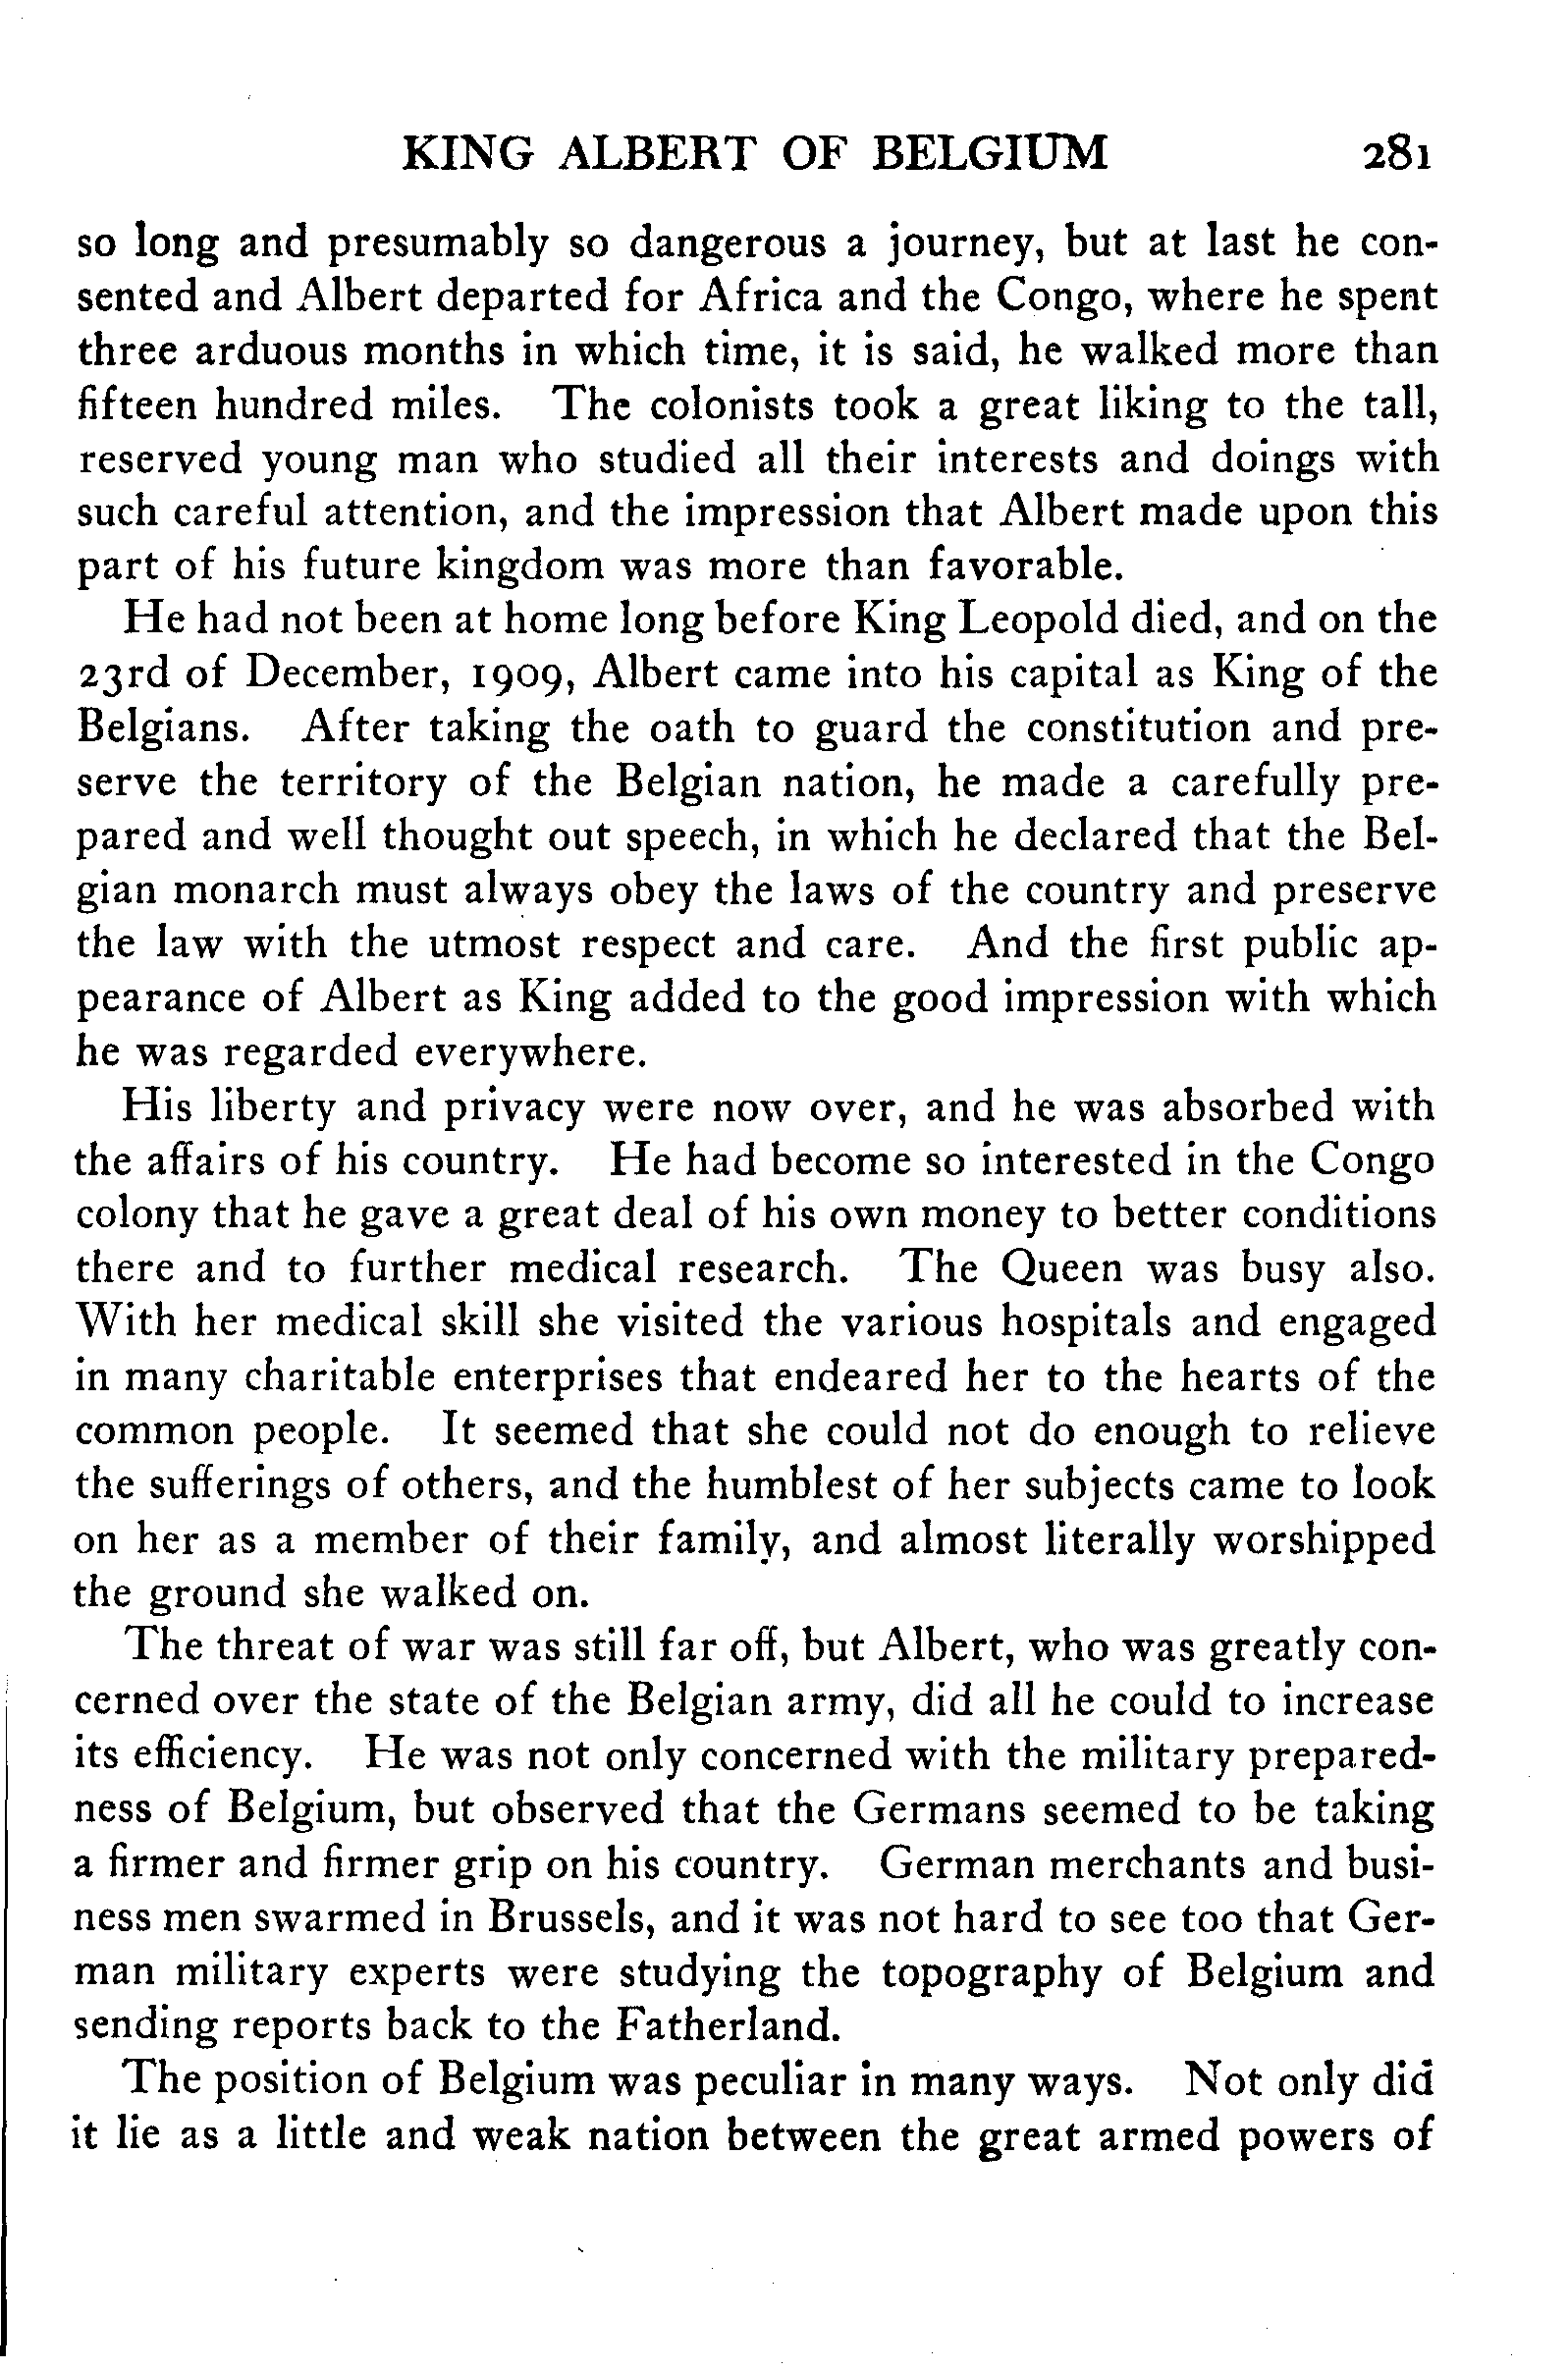 KING ALBERT OF BELGIUM 281
so long and presumably so dangerous a journey, but at last he con-
sented and Albert departed for Africa and the Congo, where he spent
three arduous months in which time, it is said, he walked more than
fifteen hundred miles. The colonists took a great liking to the tall,
reserved young man who studied all their interests and doings with
such careful attention, and the impression that Albert made upon this
part of his future kingdom was more than favorable.
He had not been at home long before King Leopold died, and on the
23rd of December, 1909, Albert came into his capital as King of the
Belgians. After taking the oath to guard the constitution and pre-
serve the territory of the Belgian nation, he made a carefully pre-
pared and well thought out speech, in which he declared that the Bel-
gian monarch must always obey the laws of the country and preserve
the law with the utmost respect and care. And the first public ap-
pearance of Albert as King added to the good impression with which
he was regarded everywhere.
His liberty and privacy were now over, and he was absorbed with
the affairs of his country. He had become so interested in the Congo
colony that he gave a great deal of his own money to better conditions
there and to further medical research. The Queen was busy also.
With her medical skill she visited the various hospitals and engaged
in many charitable enterprises that endeared her to the hearts of the
common people. It seemed that she could not do enough to relieve
the sufferings of others, and the humblest of her subjects came to look
on her as a member of their family, and almost literally worshipped
the ground she walked on.
The threat of war was still far off, but Albert, who was greatly con-
cerned over the state of the Belgian army, did all he could to increase
its efficiency. He was not only concerned with the military prepared-
ness of Belgium, but observed that the Germans seemed to be taking
a firmer and firmer grip on his country. German merchants and busi-
ness men swarmed in Brussels, and it was not hard to see too that Ger-
man military experts were studying the topography of Belgium and
sending reports back to the Fatherland.
The position of Belgium was peculiar in many ways. Not only did
it lie as a little and weak nation between the great armed powers of